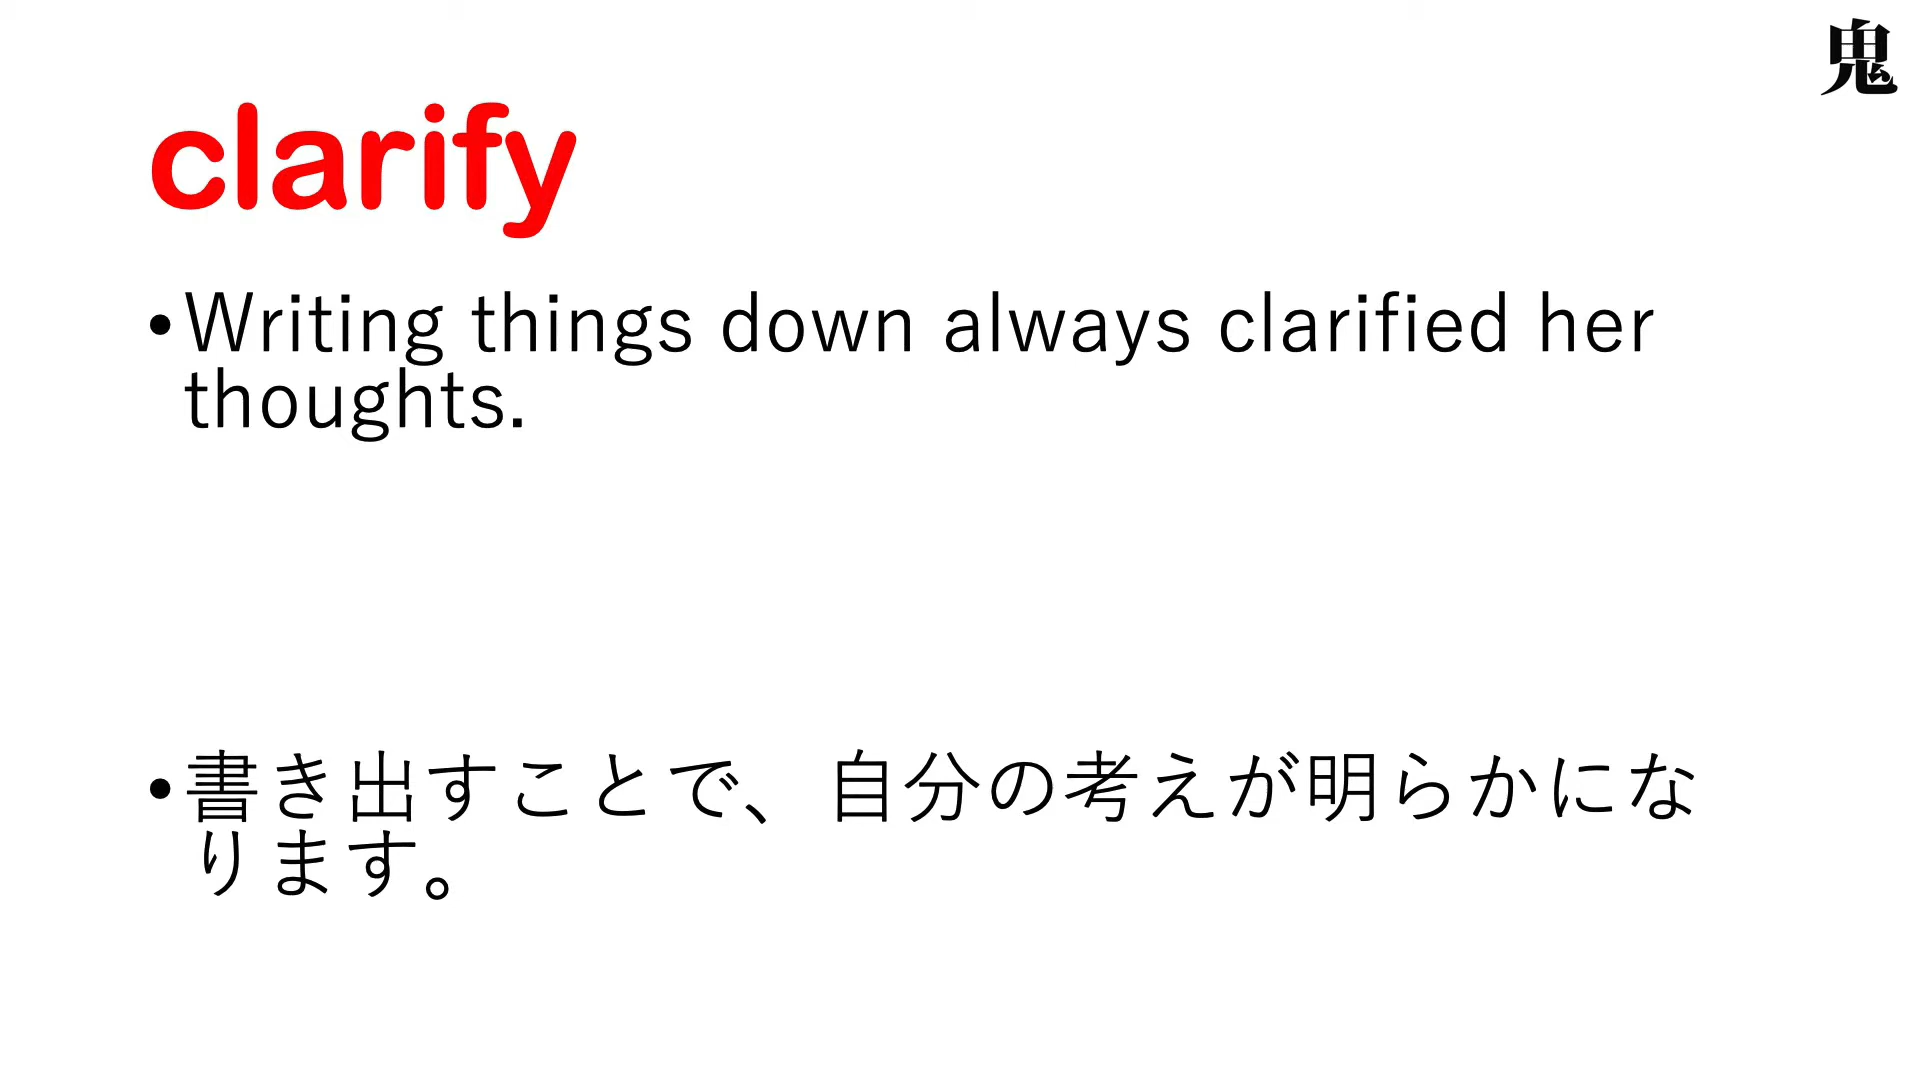 鬼
clarify
•Writing things down always clarified her
thoughts.
•書き出すことで、自分の考えが明らかにな
ります。